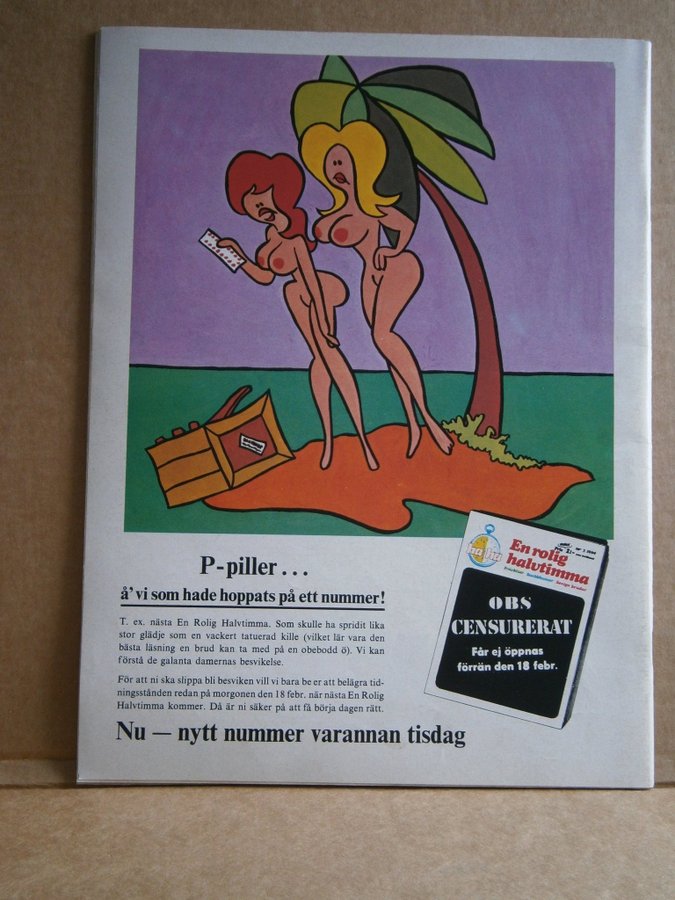 P-piller...
å' vi som hade hoppats på ett nummer!
T. ex. nästa En Rolig Halvtimma. Som skulle ha spridit lika
stor glädje som en vackert tatuerad kille (vilket lär vara den
bästa läsning en brud kan ta med på en obebodd ö). Vi kan
förstå de galanta damernas besvikelse.
För att ni ska slippa bli besviken vill vi bara be er att belägra tid-
ningsstånden redan på morgonen den 18 febr. när nästa En Rolig
Halvtimma kommer. Då är ni säker på att få börja dagen rätt.
Nu — nytt nummer varannan tisdag
ha ha
En rolig
halvtimma
OBS
CENSURERAT
Får ej öppnas
förrän den 18 febr.